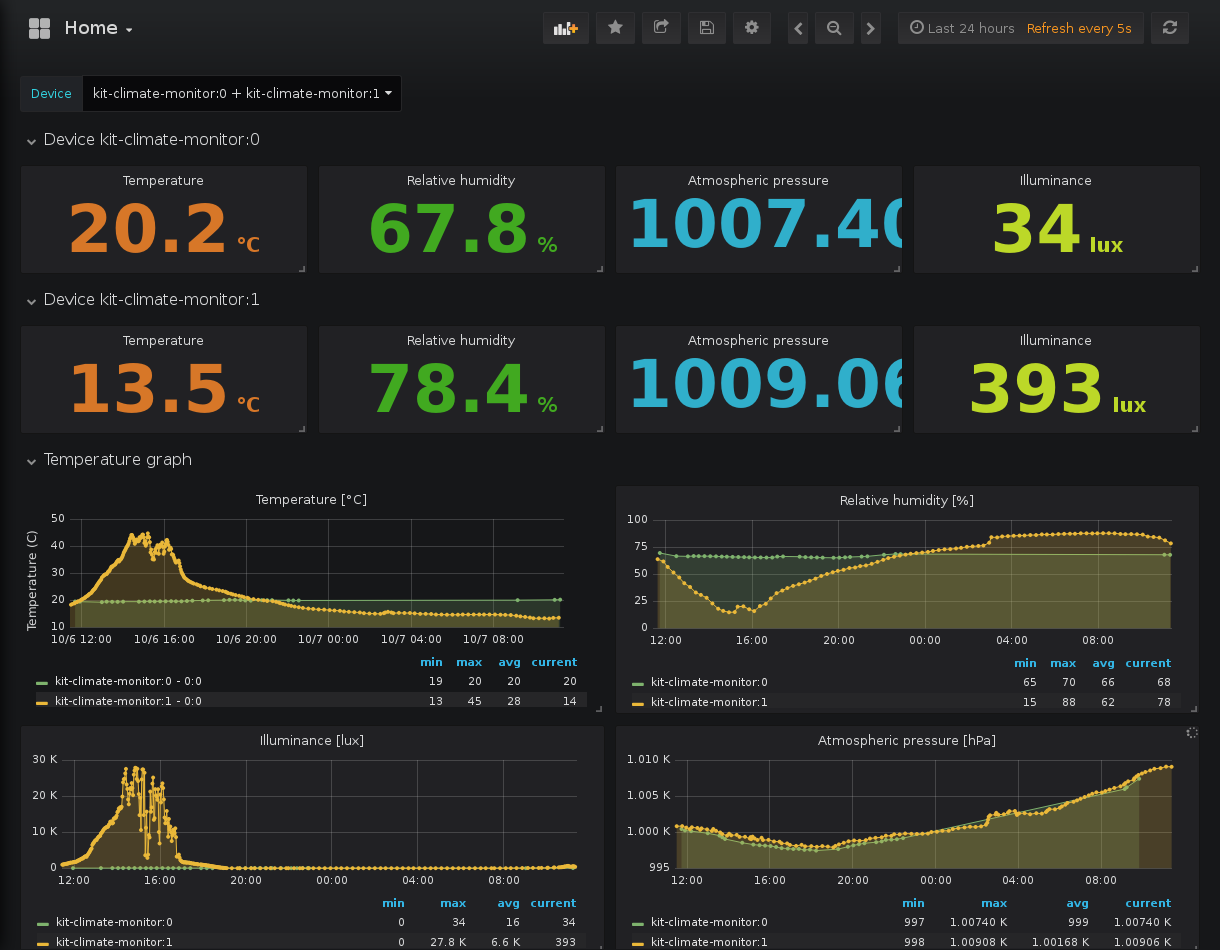 Home
Last 24 hours Refresh every 5s
Device kit-climate-monitor:0 + kit-climate-monitor:1
Device kit-climate-monitor:0
Temperature Relative humidity Atmospheric pressure Illuminance
20.2 °C 67.8 % 1007.40 34 lux
Device kit-climate-monitor:1
Temperature Relative humidity Atmospheric pressure Illuminance
13.5 °C 78.4 % 1009.06 393 lux
Temperature graph
Temperature [°C]
Temperature (C)
50
40
30
20
10
10/6 12:00 10/6 16:00 10/6 20:00 10/7 00:00 10/7 04:00 10/7 08:00
min max avg current
kit-climate-monitor:0 - 0:0 19 20 20 20
kit-climate-monitor:1 - 0:0 13 45 28 14
Relative humidity [%]
100
75
50
25
0
12:00 16:00 20:00 00:00 04:00 08:00
min max avg current
kit-climate-monitor:0 65 70 66 68
kit-climate-monitor:1 15 88 62 78
Illuminance [lux]
30 K
20 K
10 K
0
12:00 16:00 20:00 00:00 04:00 08:00
min max avg current
kit-climate-monitor:0 0 34 16 34
kit-climate-monitor:1 0 27.8 K 6.6 K 393
Atmospheric pressure [hPa]
1.010 K
1.005 K
1.000 K
995
12:00 16:00 20:00 00:00 04:00 08:00
min max avg current
kit-climate-monitor:0 997 1.00740 K 999 1.00740 K
kit-climate-monitor:1 998 1.00908 K 1.00168 K 1.00906 K